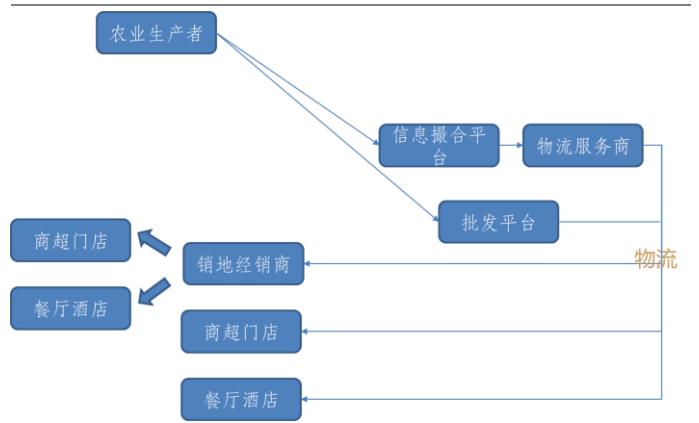 农业生产者
信息撮合平
台
物流服务商
批发平台
商超门店
销地经销商
物流
餐厅酒店
商超门店
餐厅酒店